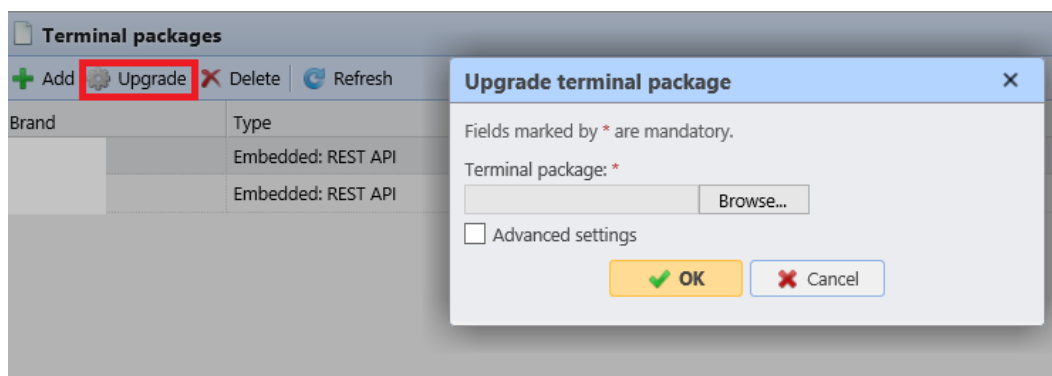 Terminal packages
Add Upgrade Delete Refresh
Brand Type
Embedded: REST API
Embedded: REST API
Upgrade terminal package
Fields marked by * are mandatory.
Terminal package: *
Browse...
Advanced settings
OK Cancel